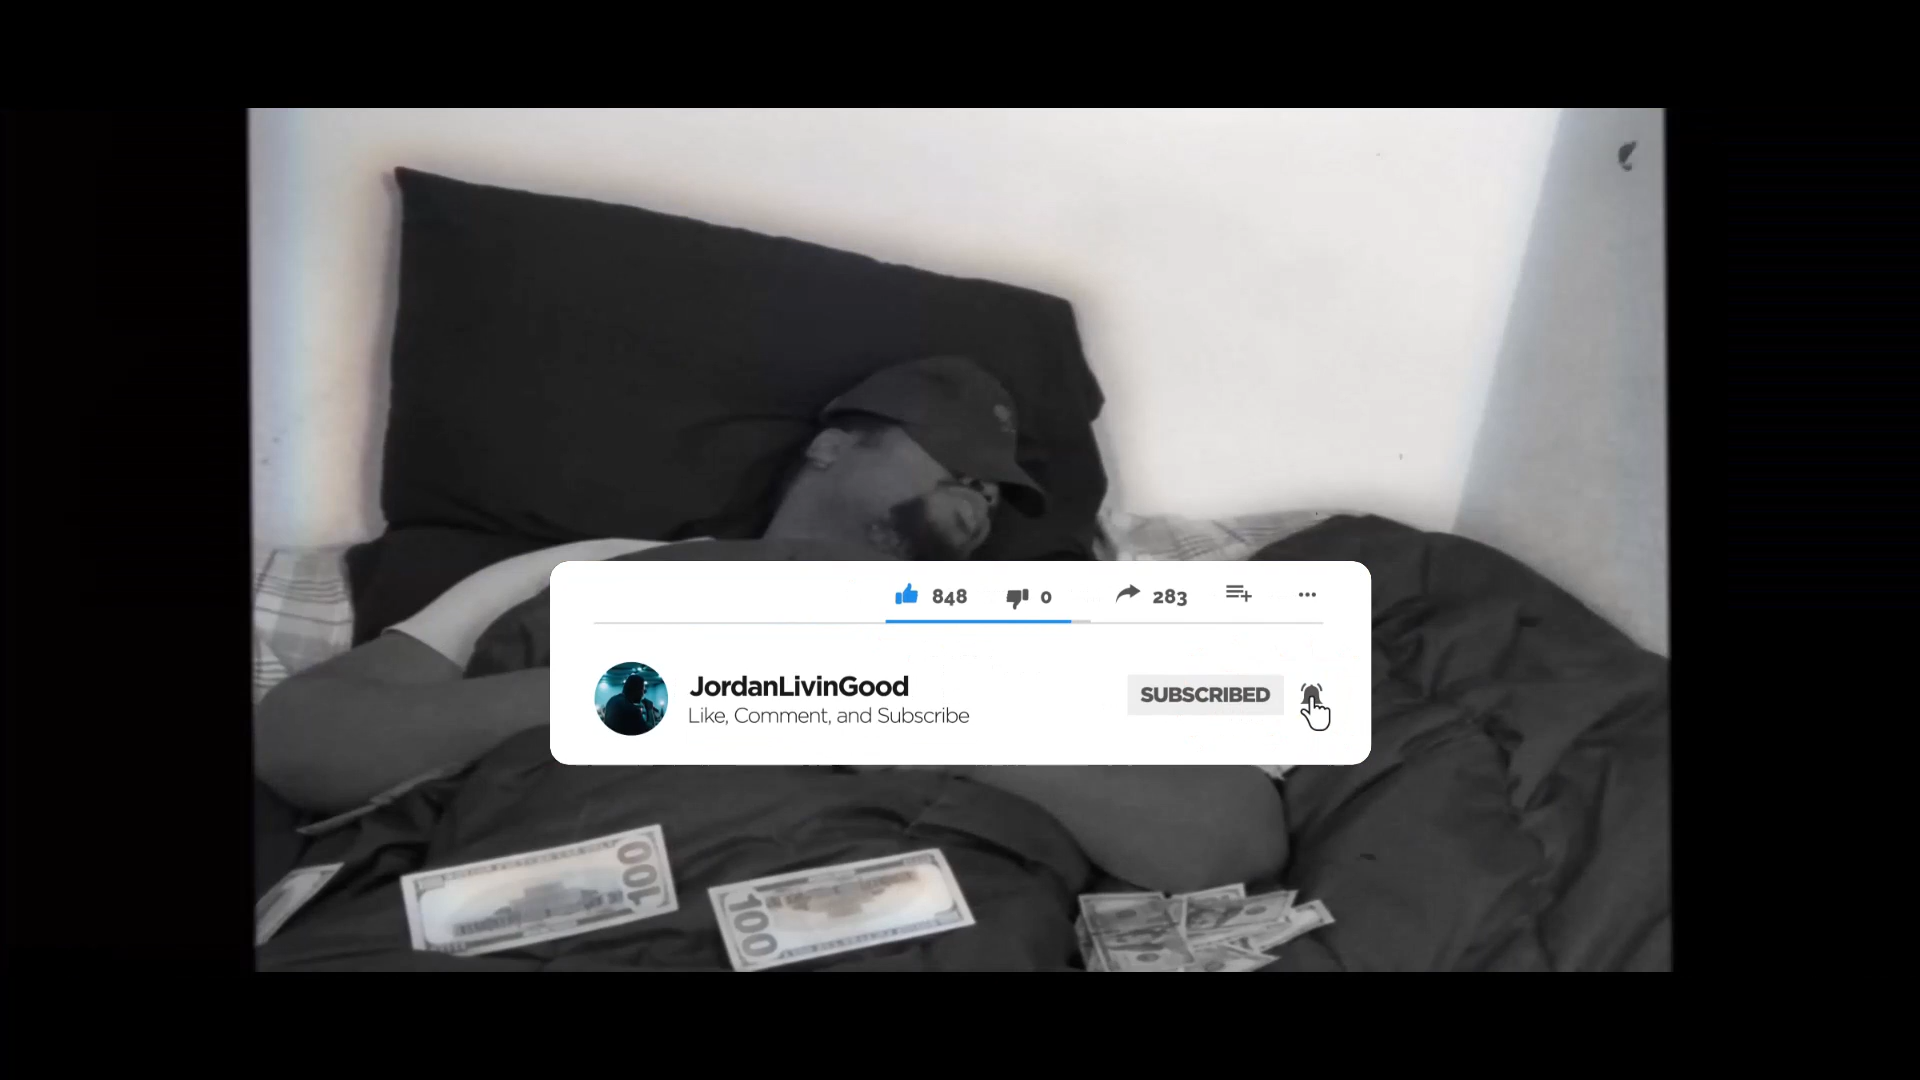 848 0 283
JordanLivinGood
Like, Comment, and Subscribe
SUBSCRIBED
100
100